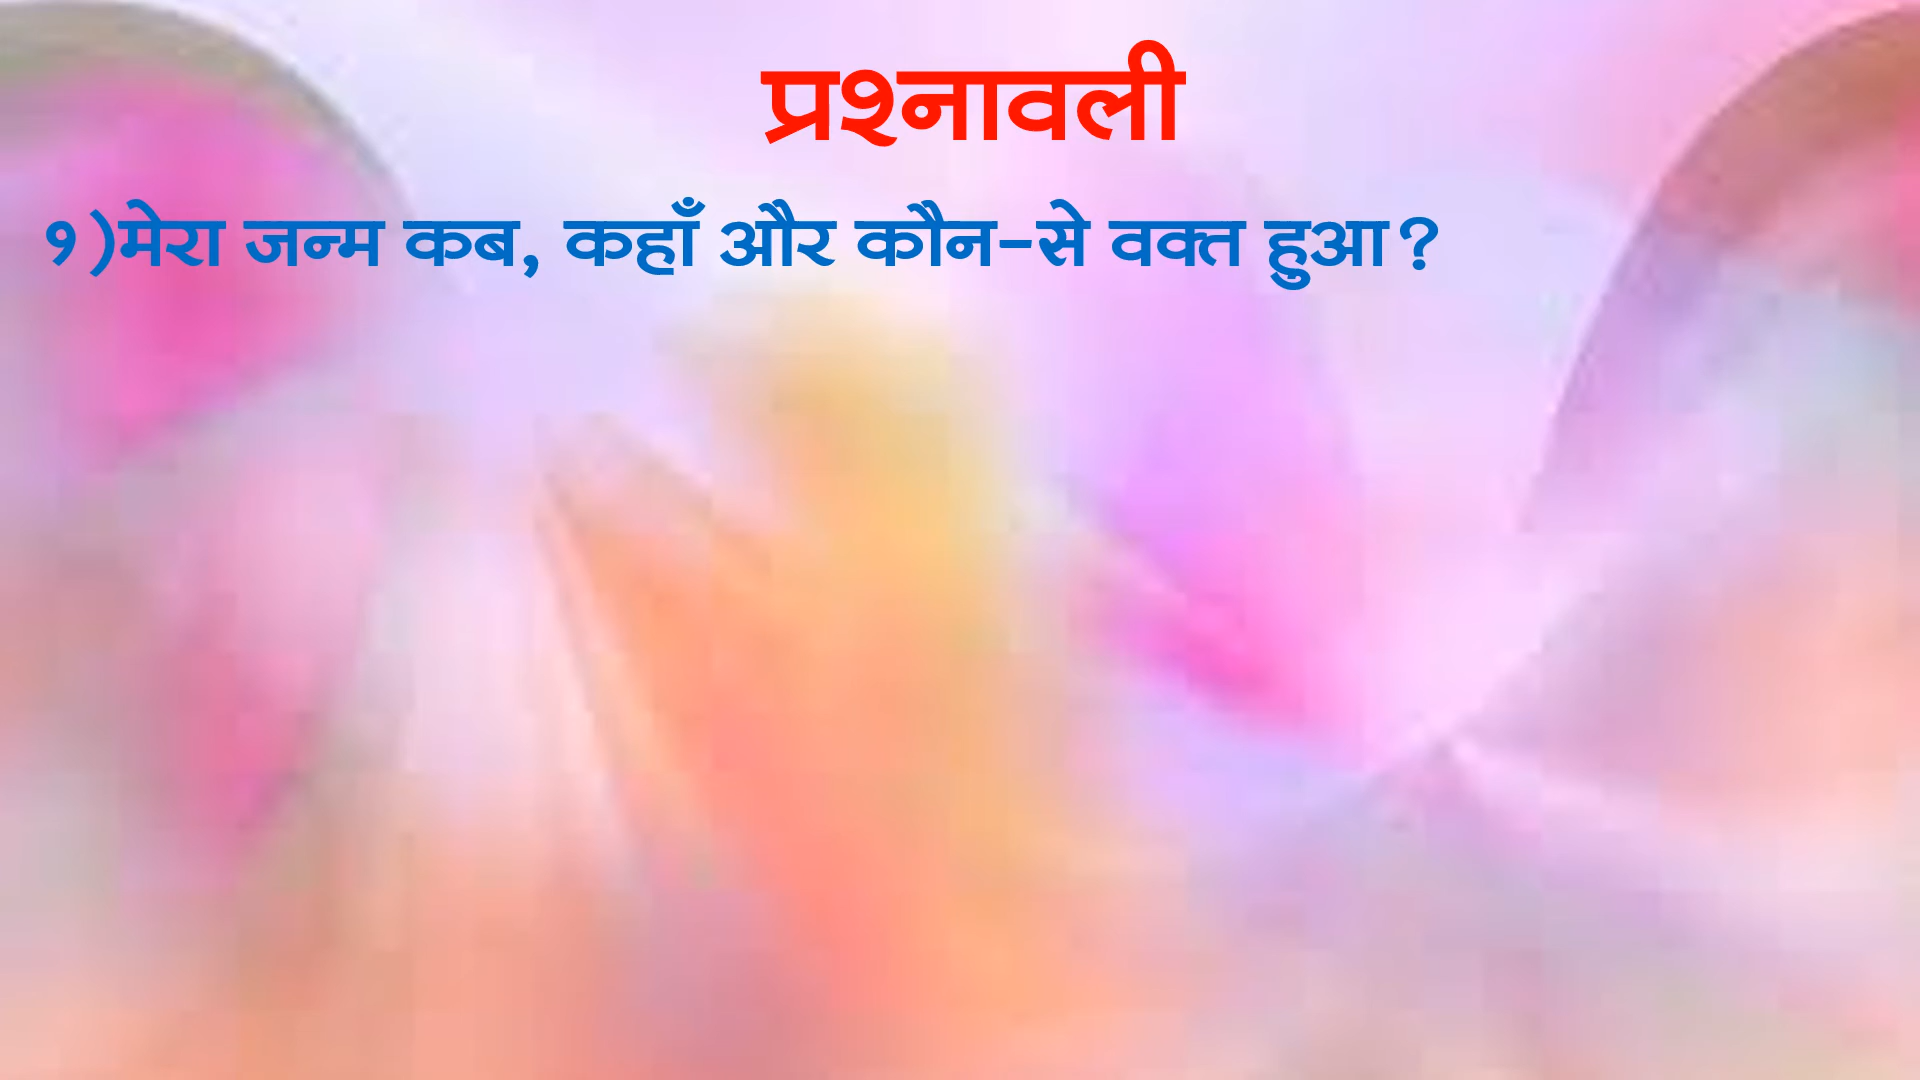 प्रश्नावली
१)मेरा जन्म कब, कहाँ और कौन-से वक्त हुआ?